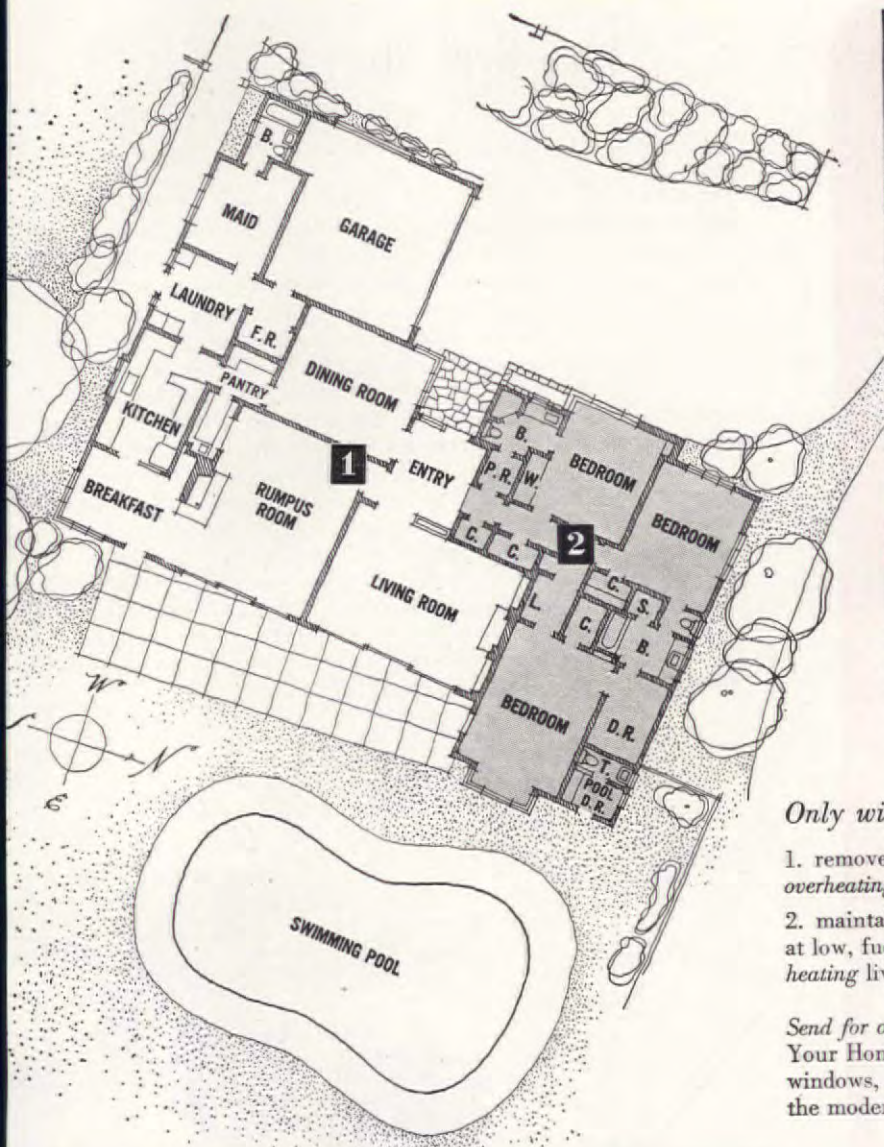 B.
MAID
GARAGE
LAUNDRY
F.R.
PANTRY
DINING ROOM
KITCHEN
1
ENTRY
B.
P.R.
W.
BEDROOM
BEDROOM
BREAKFAST
RUMPUS
ROOM
C.
C.
2
LIVING ROOM
L.
C.
S.
C.
B.
BEDROOM
D.R.
T.
POOL
D.R.
W
S
N
E
SWIMMING POOL
Only wi
1. remove
overheating
2. mainta
at low, fu
heating liv
Send for a
Your Hom
windows,
the moder